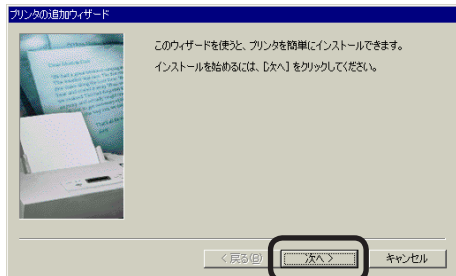 プリンタの追加ウィザード
このウィザードを使うと、プリンタを簡単にインストールできます。
インストールを始めるには、[次へ] をクリックしてください。
< 戻る(B)
次へ >
キャンセル